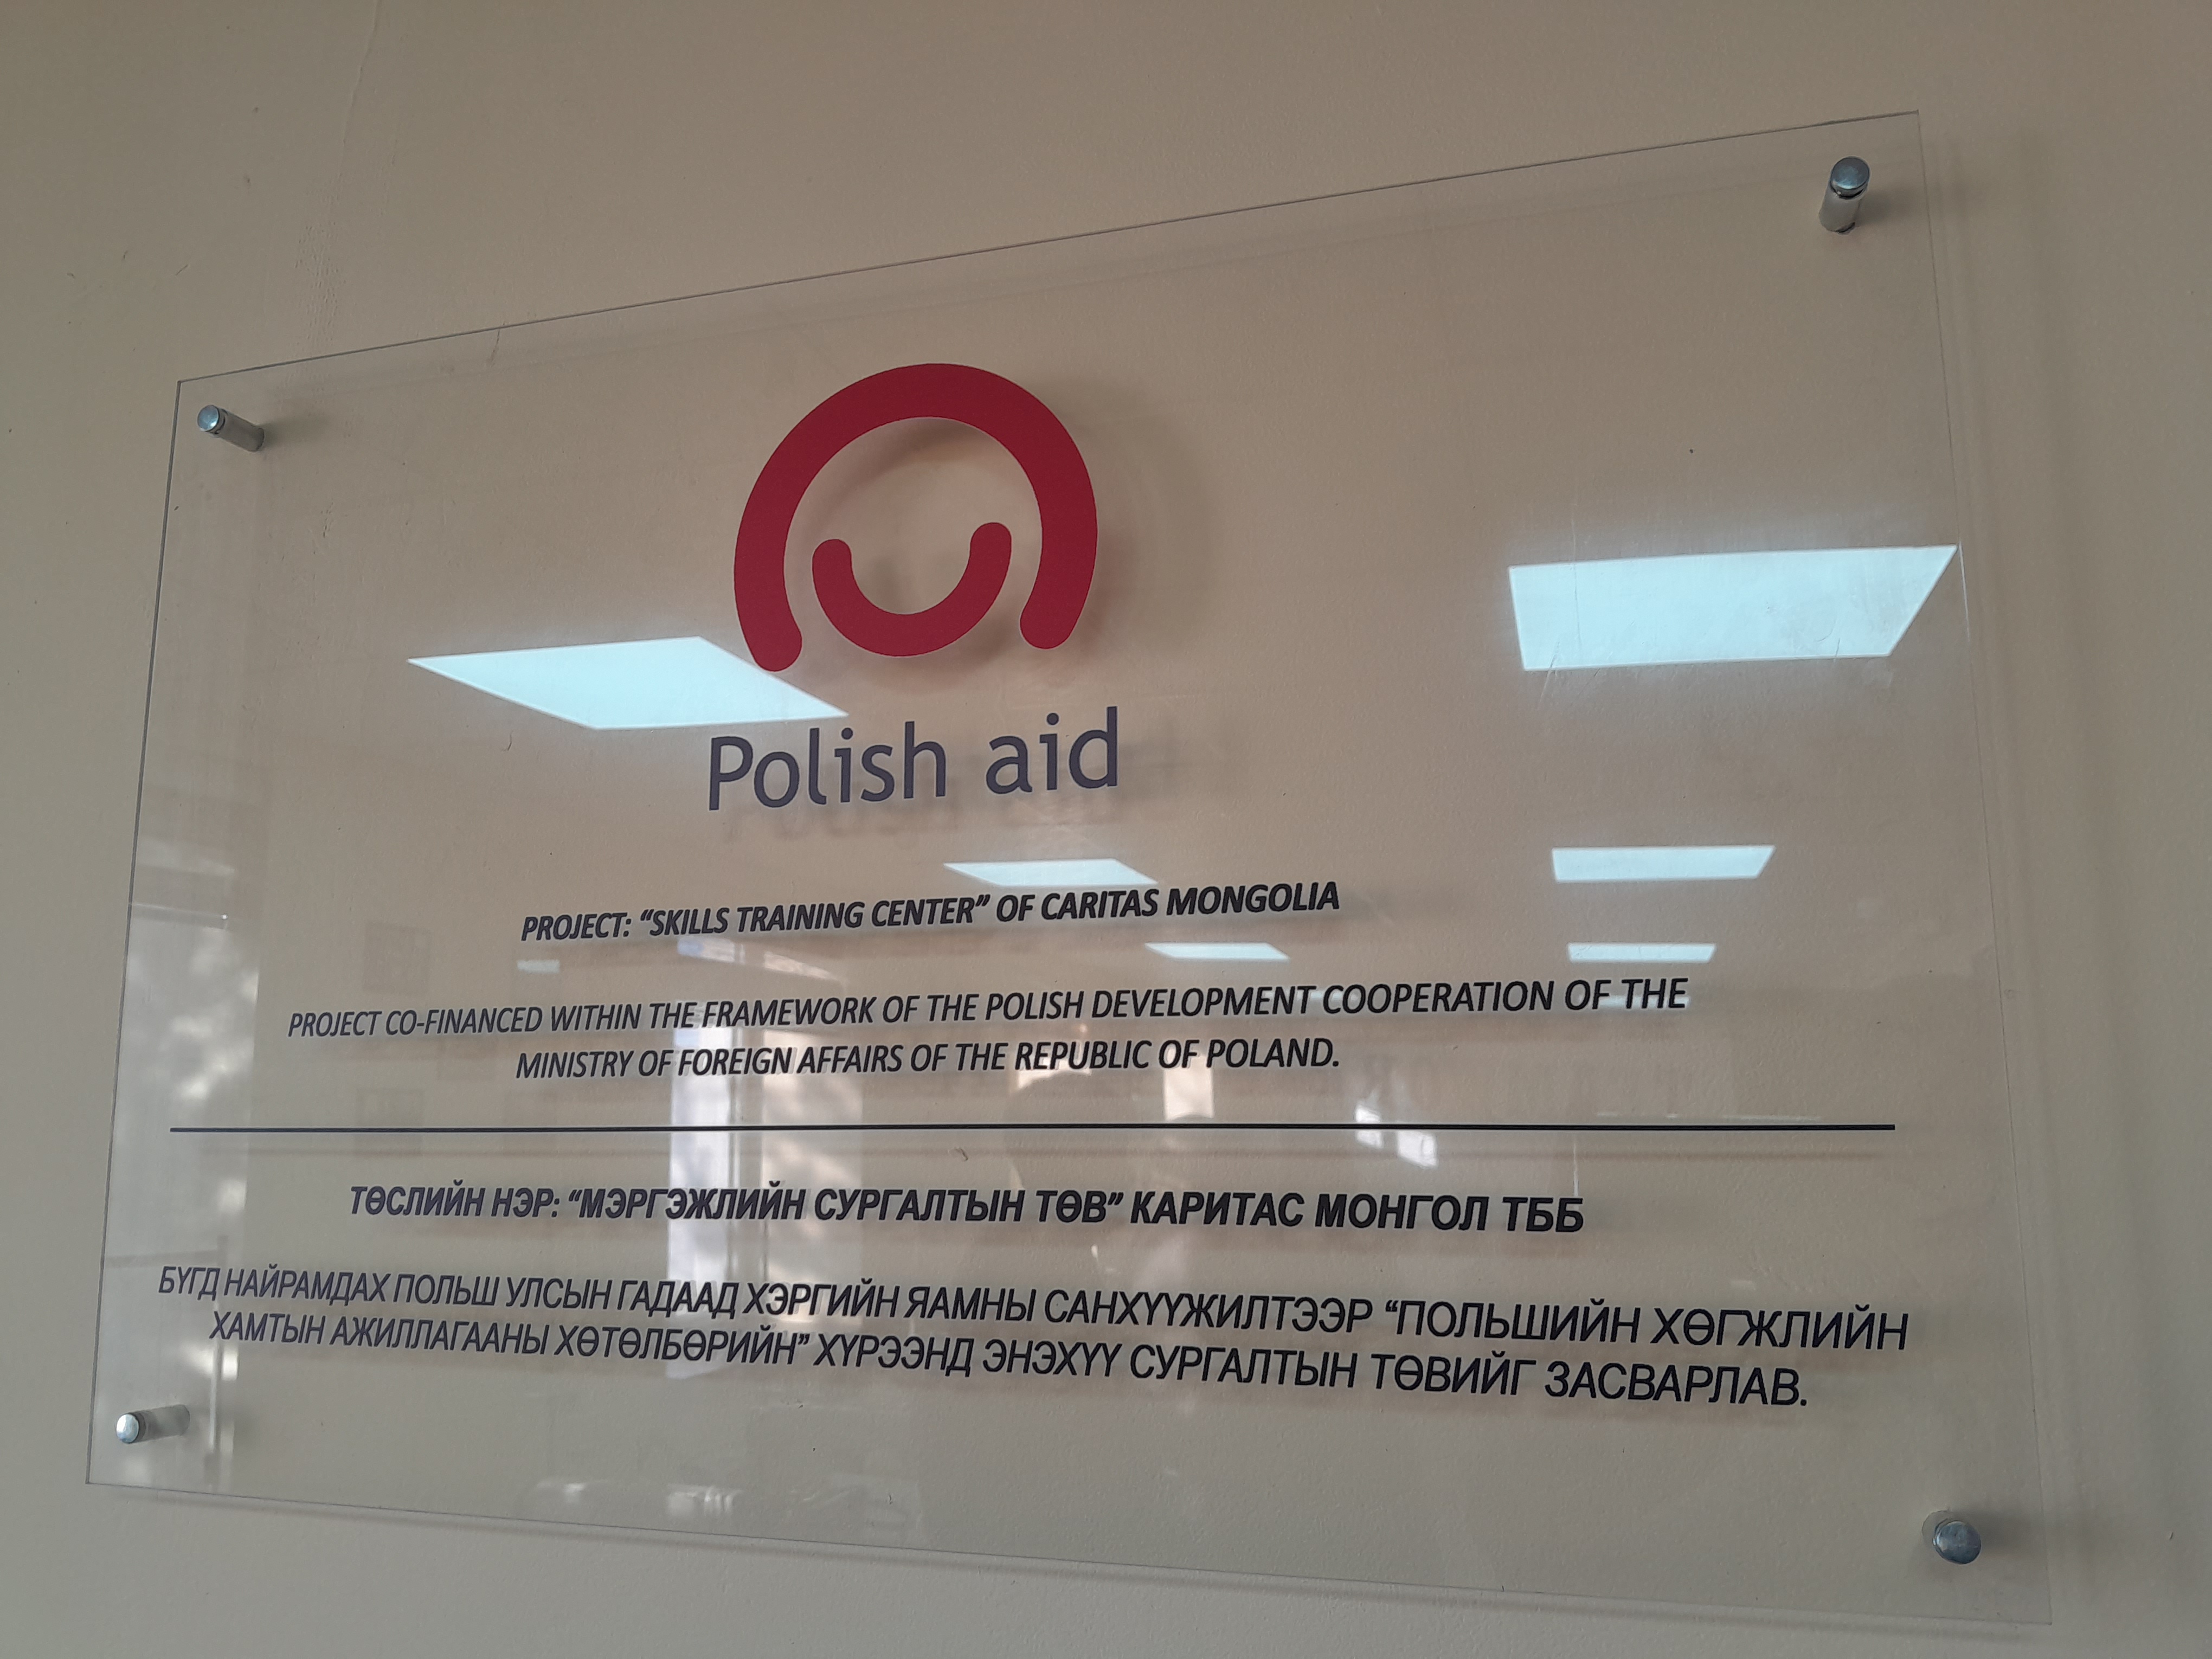 Polish aid
PROJECT: “SKILLS TRAINING CENTER” OF CARITAS MONGOLIA
PROJECT CO-FINANCED WITHIN THE FRAMEWORK OF THE POLISH DEVELOPMENT COOPERATION OF THE
MINISTRY OF FOREIGN AFFAIRS OF THE REPUBLIC OF POLAND.
ТӨСЛИЙН НЭР: “МЭРГЭЖЛИЙН СУРГАЛТЫН ТӨВ” КАРИТАС МОНГОЛ ТББ
БҮГД НАЙРАМДАХ ПОЛЬШ УЛСЫН ГАДААД ХЭРГИЙН ЯАМНЫ САНХҮҮЖИЛТЭЭР “ПОЛЬШИЙН ХӨГЖЛИЙН
ХАМТЫН АЖИЛЛАГААНЫ ХӨТӨЛБӨРИЙН” ХҮРЭЭНД ЭНЭХҮҮ СУРГАЛТЫН ТӨВИЙГ ЗАСВАРЛАВ.